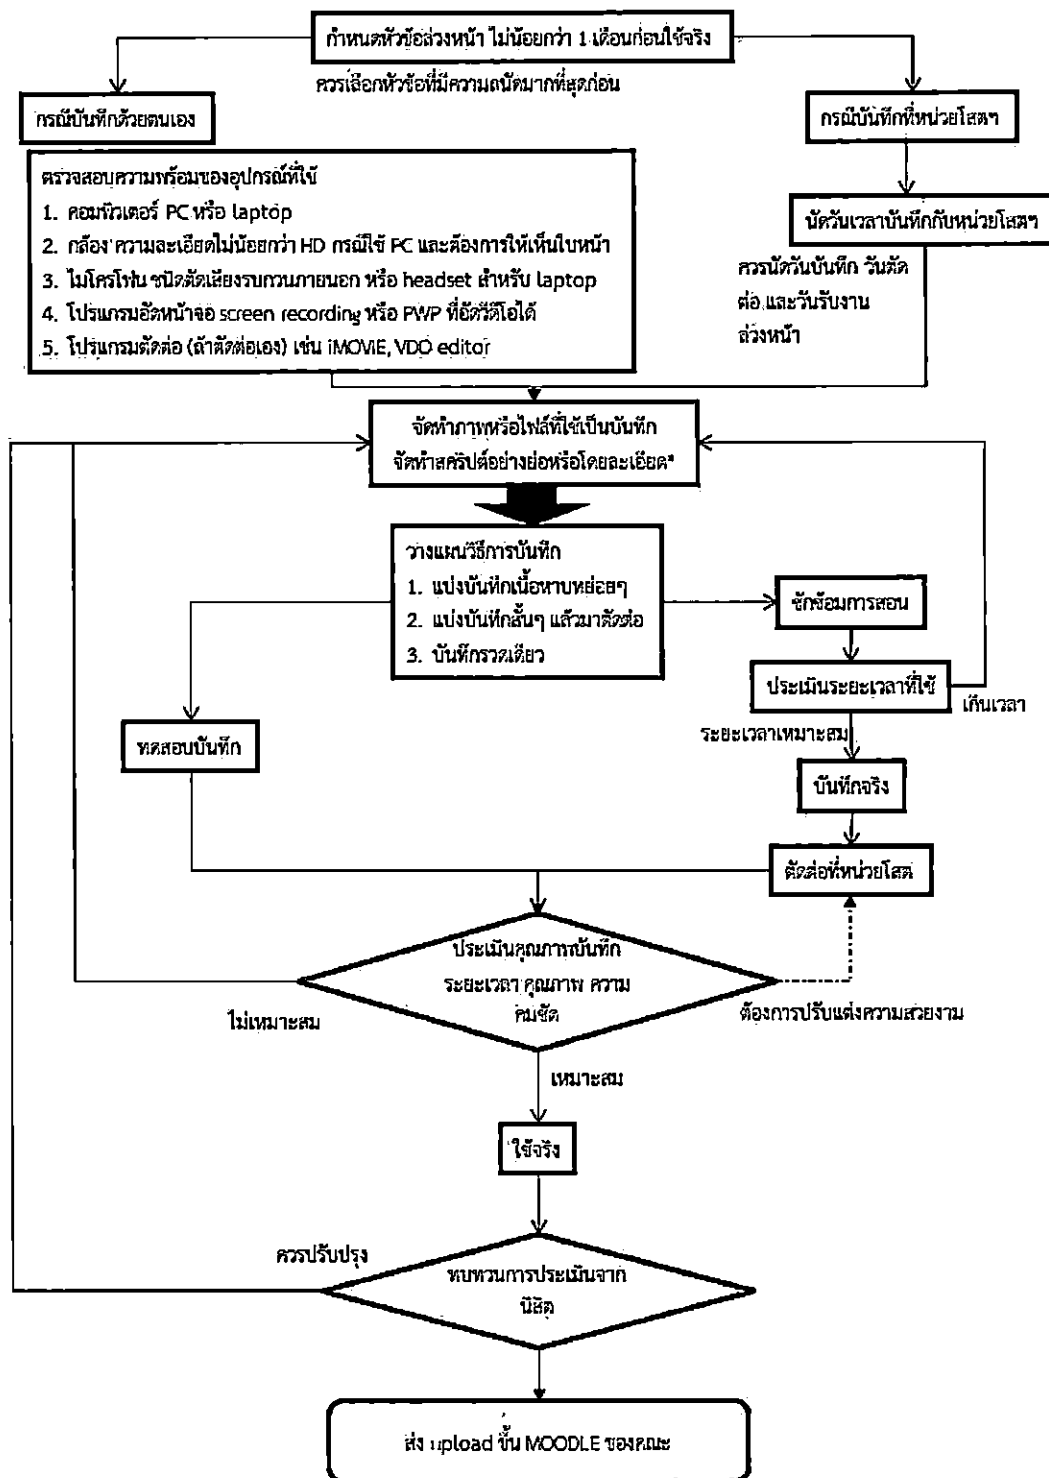 กำหนดหัวข้อล่วงหน้า ไม่น้อยกว่า 1 เดือนก่อนใช้จริง
ควรเลือกหัวข้อที่มีความถนัดมากที่สุดก่อน
กรณีบันทึกด้วยตนเอง
กรณีบันทึกที่หน่วยโสตฯ
ตรวจสอบความพร้อมของอุปกรณ์ที่ใช้
1. คอมพิวเตอร์ PC หรือ laptop
2. กล้อง ความละเอียดไม่น้อยกว่า HD กรณีใช้ PC และต้องการให้เห็นใบหน้า
3. ไมโครโฟน ชนิดตัดเสียงรบกวนภายนอก หรือ headset สำหรับ laptop
4. โปรแกรมอัดหน้าจอ screen recording หรือ PWP ที่อัดวีดีโอได้
5. โปรแกรมตัดต่อ (ถ้าตัดต่อเอง) เช่น iMOVIE, VDO editor
นัดวันเวลาบันทึกกับหน่วยโสตฯ
ควรนัดวันบันทึก วันตัด
ต่อ และวันรับงาน
ล่วงหน้า
จัดทำภาพหรือไฟล์ที่ใช้เป็นบันทึก
จัดทำสคริปต์อย่างย่อหรือโดยละเอียด*
วางแผนวิธีการบันทึก
1. แบ่งบันทึกเนื้อหาบทย่อยๆ
2. แบ่งบันทึกสั้นๆ แล้วมาตัดต่อ
3. บันทึกรวดเดียว
ซักซ้อมการสอน
ประเมินระยะเวลาที่ใช้
เกินเวลา
ระยะเวลาเหมาะสม
ทดสอบบันทึก
บันทึกจริง
ตัดต่อที่หน่วยโสต
ประเมินคุณภาพบันทึก
ระยะเวลา คุณภาพ ความ
คมชัด
ไม่เหมาะสม
ต้องการปรับแต่งความสวยงาม
เหมาะสม
ใช้จริง
ควรปรับปรุง
ทบทวนการประเมินจาก
นิสิต
ส่ง upload ขึ้น MOODLE ของคณะ